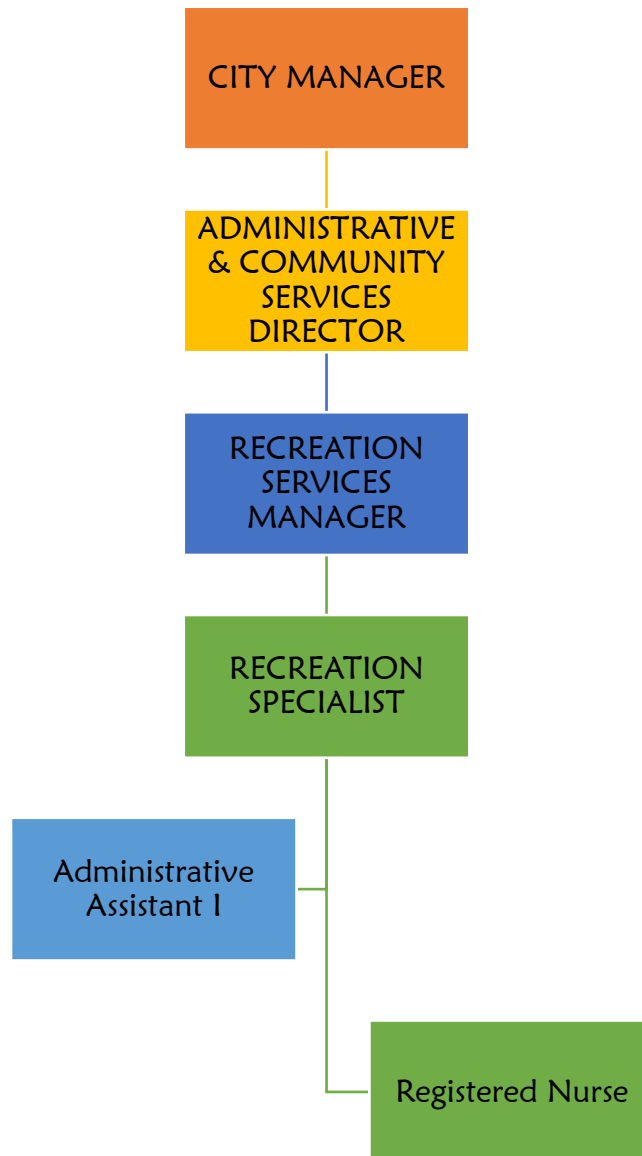 CITY MANAGER
ADMINISTRATIVE
& COMMUNITY
SERVICES
DIRECTOR
RECREATION
SERVICES
MANAGER
RECREATION
SPECIALIST
Administrative
Assistant I
Registered Nurse